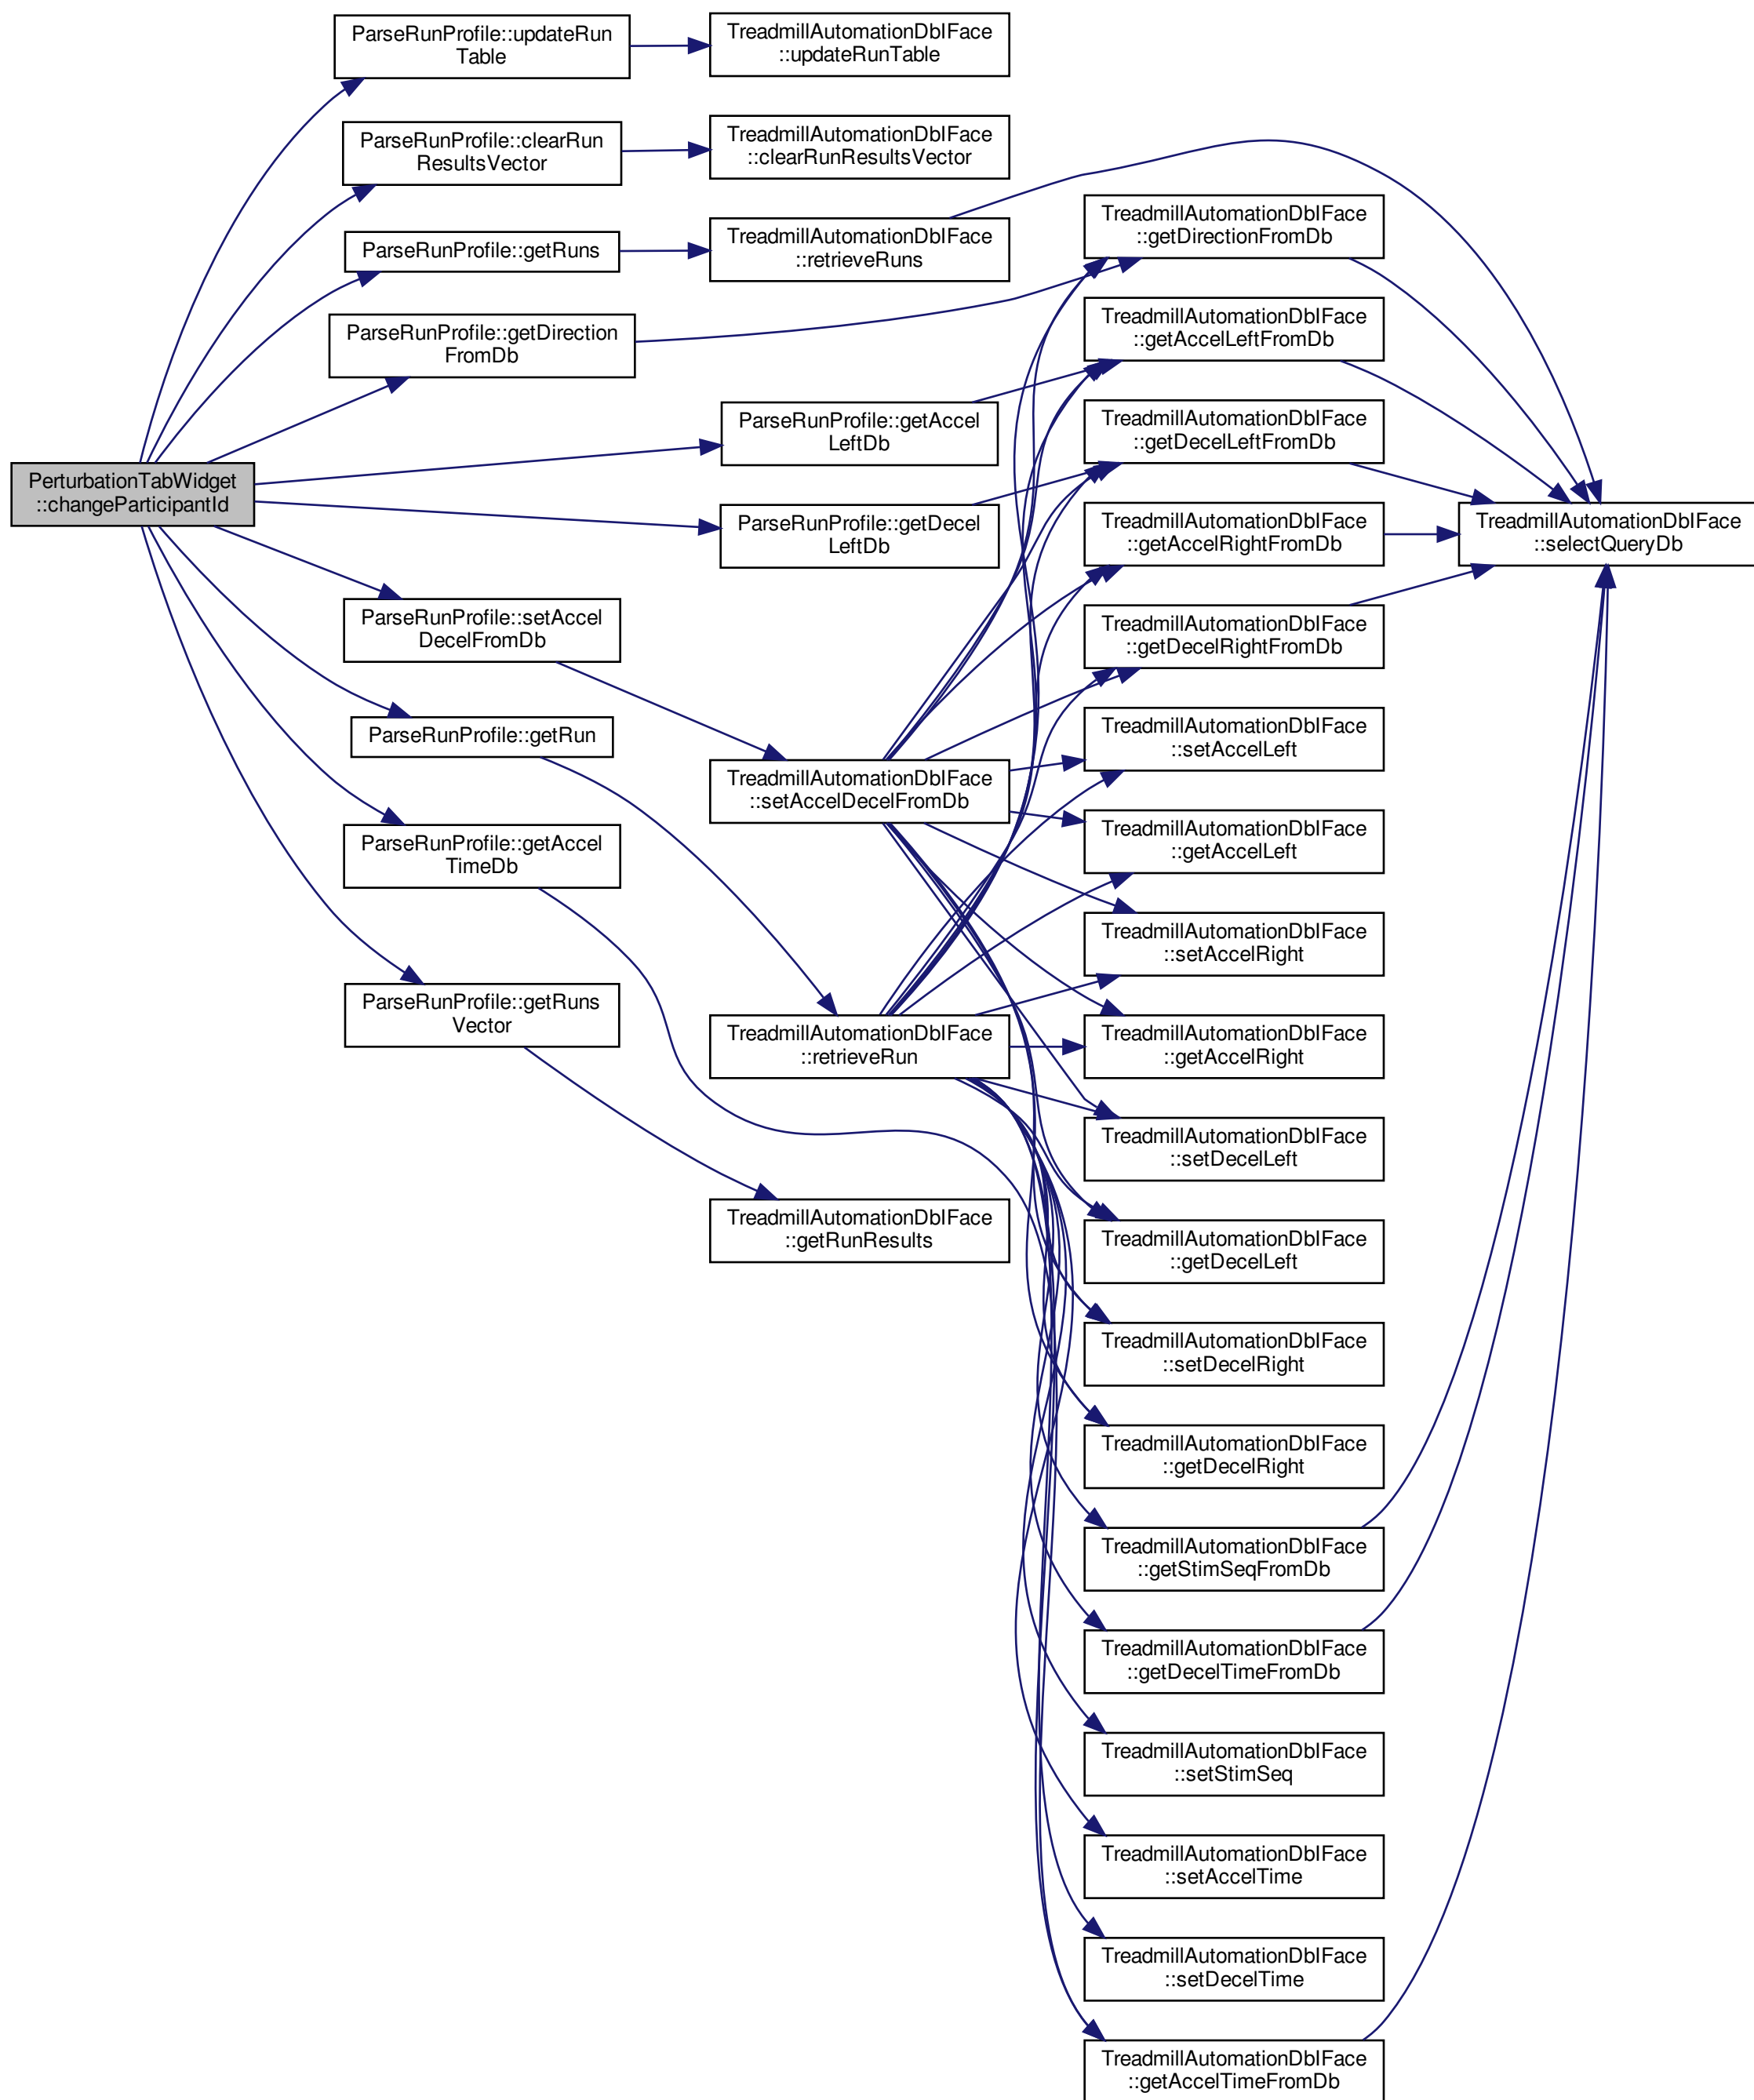 PerturbationTabWidget
::changeParticipantId
ParseRunProfile::updateRun
Table
ParseRunProfile::clearRun
ResultsVector
ParseRunProfile::getRuns
ParseRunProfile::getDirection
FromDb
ParseRunProfile::getAccel
LeftDb
ParseRunProfile::getDecel
LeftDb
ParseRunProfile::setAccel
DecelFromDb
ParseRunProfile::getRun
ParseRunProfile::getAccel
TimeDb
ParseRunProfile::getRuns
Vector
TreadmillAutomationDbIFace
::updateRunTable
TreadmillAutomationDbIFace
::clearRunResultsVector
TreadmillAutomationDbIFace
::retrieveRuns
TreadmillAutomationDbIFace
::setAccelDecelFromDb
TreadmillAutomationDbIFace
::retrieveRun
TreadmillAutomationDbIFace
::getRunResults
TreadmillAutomationDbIFace
::getDirectionFromDb
TreadmillAutomationDbIFace
::getAccelLeftFromDb
TreadmillAutomationDbIFace
::getDecelLeftFromDb
TreadmillAutomationDbIFace
::getAccelRightFromDb
TreadmillAutomationDbIFace
::getDecelRightFromDb
TreadmillAutomationDbIFace
::setAccelLeft
TreadmillAutomationDbIFace
::getAccelLeft
TreadmillAutomationDbIFace
::setAccelRight
TreadmillAutomationDbIFace
::getAccelRight
TreadmillAutomationDbIFace
::setDecelLeft
TreadmillAutomationDbIFace
::getDecelLeft
TreadmillAutomationDbIFace
::setDecelRight
TreadmillAutomationDbIFace
::getDecelRight
TreadmillAutomationDbIFace
::getStimSeqFromDb
TreadmillAutomationDbIFace
::getDecelTimeFromDb
TreadmillAutomationDbIFace
::setStimSeq
TreadmillAutomationDbIFace
::setAccelTime
TreadmillAutomationDbIFace
::setDecelTime
TreadmillAutomationDbIFace
::getAccelTimeFromDb
TreadmillAutomationDbIFace
::selectQueryDb